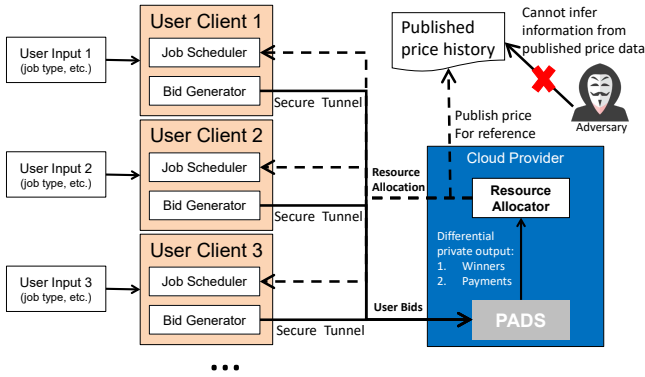 User Client 1
User Input 1
(job type, etc.)
Job Scheduler
Bid Generator
Secure Tunnel
User Client 2
User Input 2
(job type, etc.)
Job Scheduler
Bid Generator
Secure Tunnel
User Client 3
User Input 3
(job type, etc.)
Job Scheduler
Bid Generator
Secure Tunnel
...
Published
price history
Cannot infer
information from
published price data
Adversary
Publish price
For reference
Resource
Allocation
User Bids
Cloud Provider
Resource
Allocator
Differential
private output:
1. Winners
2. Payments
PADS